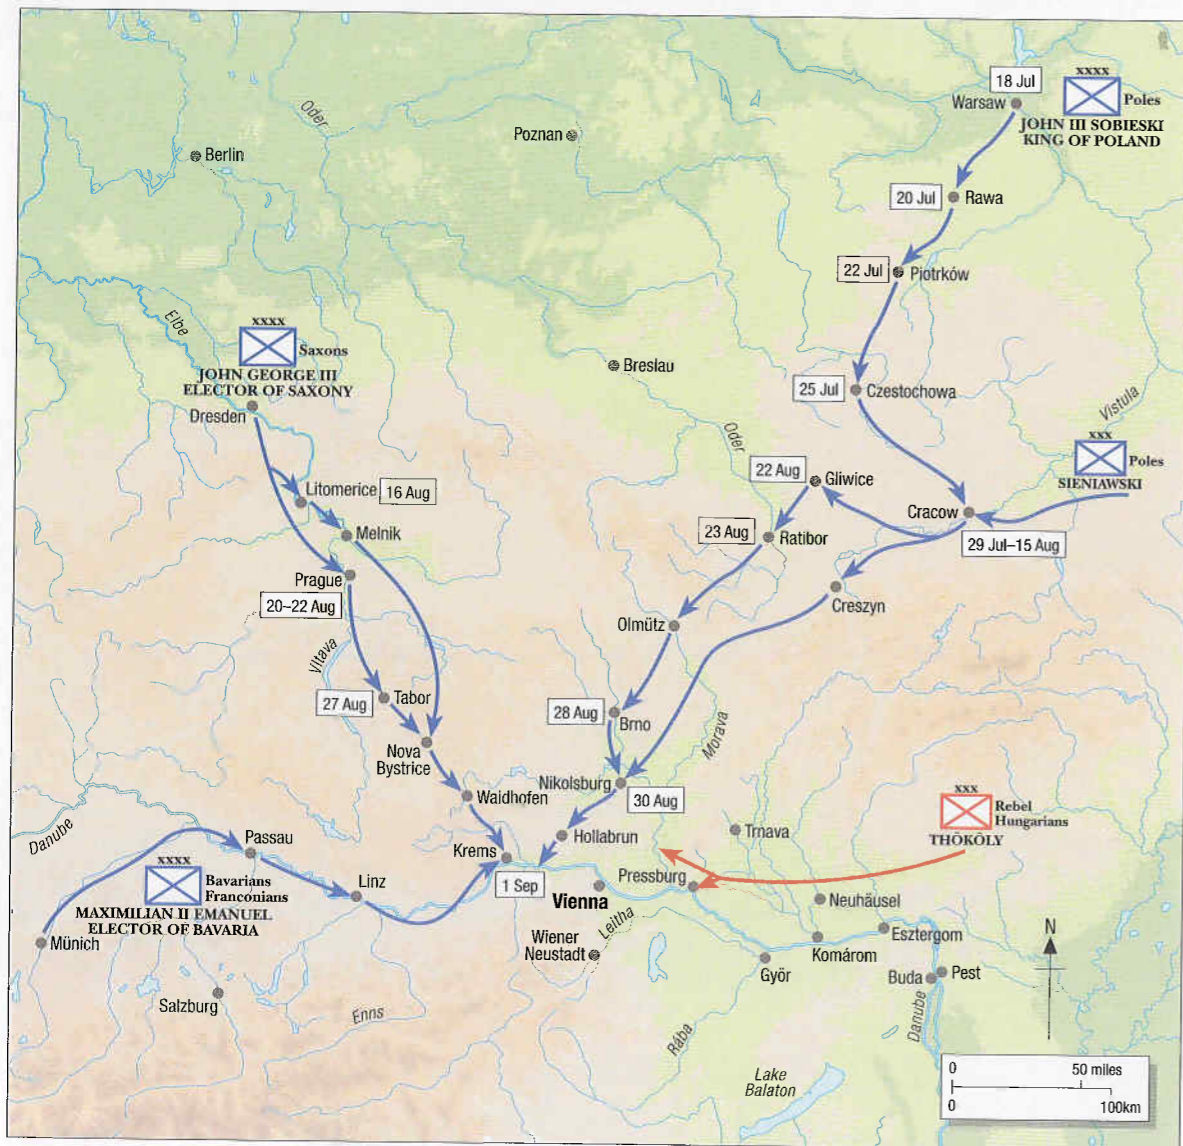 18 Jul
xxxx
Poles
Warsaw
JOHN III SOBIESKI
KING OF POLAND
Oder
Poznan
Berlin
20 Jul
Rawa
22 Jul
Piotrków
Elbe
xxxx
Saxons
JOHN GEORGE III
ELECTOR OF SAXONY
Dresden
Breslau
25 Jul
Czestochowa
Vistula
Oder
xxx
Poles
SIENIAWSKI
22 Aug
Gliwice
Litomerice
16 Aug
Cracow
29 Jul–15 Aug
Melnik
23 Aug
Ratibor
Prague
20–22 Aug
Creszyn
Olmütz
Vltava
27 Aug
Tabor
28 Aug
Brno
Morava
Nova
Bystrice
Nikolsburg
30 Aug
Waidhofen
xxx
Rebel
Hungarians
THÖKÖLY
Danube
Passau
Krems
Hollabrun
Trnava
xxxx
Bavarians
Franconians
MAXIMILIAN II EMANUEL
ELECTOR OF BAVARIA
Linz
1 Sep
Vienna
Pressburg
Neuhäusel
Münich
Leitha
Wiener
Neustadt
Esztergom
Komárom
N
Györ
Buda
Pest
Salzburg
Enns
Danube
Rába
Lake
Balaton
0
50 miles
0
100km